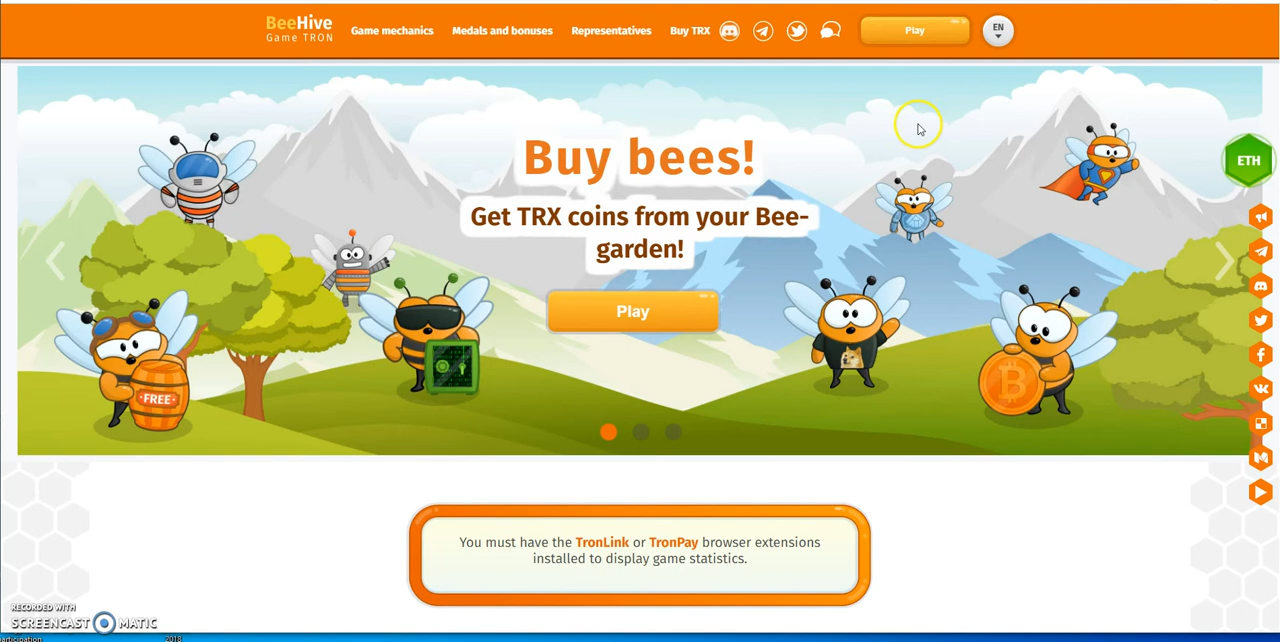 BeeHive
Game TRON
Game mechanics
Medals and bonuses
Representatives
Buy TRX
Play
EN
Buy bees!
Get TRX coins from your Bee-
garden!
Play
ETH
FREE
You must have the TronLink or TronPay browser extensions
installed to display game statistics.
RECORDED WITH
SCREENCAST MATIC
articipation
2018